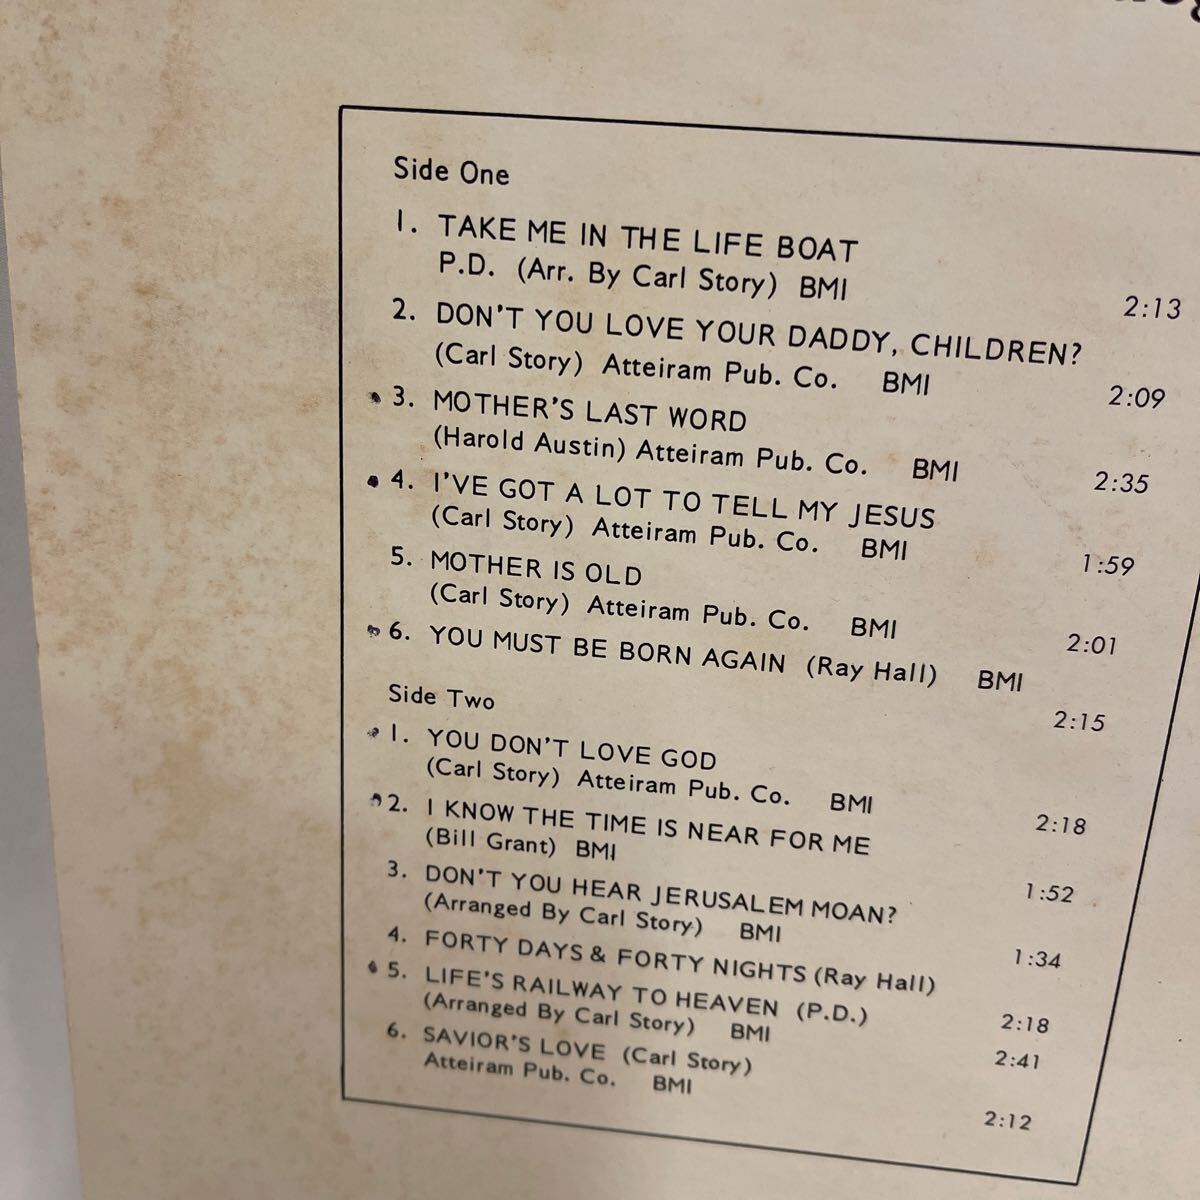 Side One
1. TAKE ME IN THE LIFE BOAT
P.D. (Arr. By Carl Story) BMI 2:13
2. DON'T YOU LOVE YOUR DADDY, CHILDREN?
(Carl Story) Atteiram Pub. Co. BMI 2:09
3. MOTHER'S LAST WORD
(Harold Austin) Atteiram Pub. Co. BMI 2:35
4. I'VE GOT A LOT TO TELL MY JESUS
(Carl Story) Atteiram Pub. Co. BMI 1:59
5. MOTHER IS OLD
(Carl Story) Atteiram Pub. Co. BMI 2:01
6. YOU MUST BE BORN AGAIN (Ray Hall) BMI 2:15
Side Two
1. YOU DON'T LOVE GOD
(Carl Story) Atteiram Pub. Co. BMI 2:18
2. I KNOW THE TIME IS NEAR FOR ME
(Bill Grant) BMI 1:52
3. DON'T YOU HEAR JERUSALEM MOAN?
(Arranged By Carl Story) BMI 1:34
4. FORTY DAYS & FORTY NIGHTS (Ray Hall) 2:18
5. LIFE'S RAILWAY TO HEAVEN (P.D.)
(Arranged By Carl Story) BMI 2:41
6. SAVIOR'S LOVE (Carl Story)
Atteiram Pub. Co. BMI 2:12